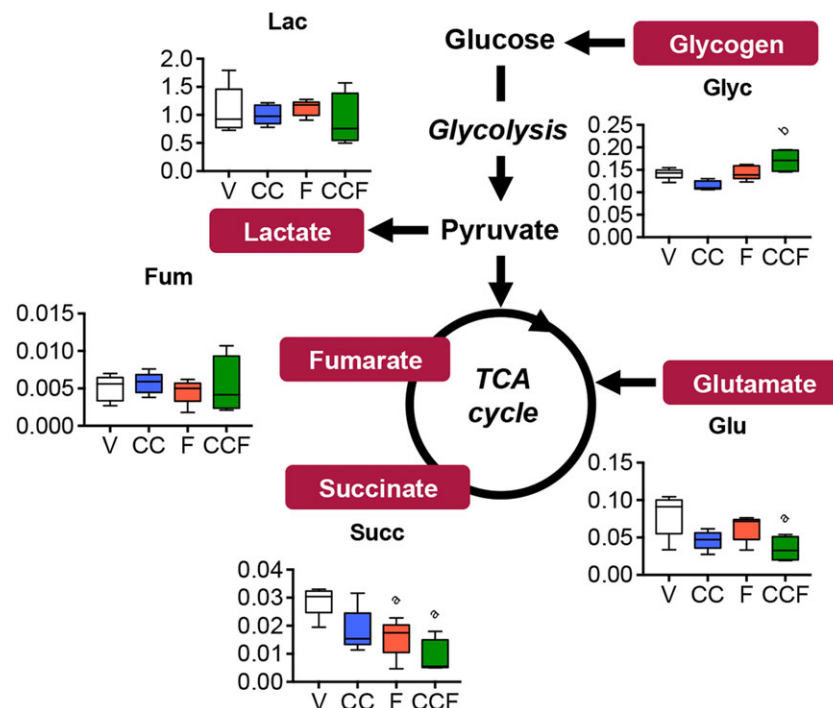 Lac
2.0
1.5
1.0
0.5
0.0
V CC F CCF
Glucose
Glycogen
Glyc
0.25
0.20
0.15
0.10
0.05
0.00
b
V CC F CCF
Glycolysis
Lactate
Pyruvate
Fum
0.015
0.010
0.005
0.000
V CC F CCF
Fumarate
TCA
cycle
Glutamate
Glu
0.15
0.10
0.05
0.00
a
V CC F CCF
Succinate
Succ
0.04
0.03
0.02
0.01
0.00
a
a
V CC F CCF